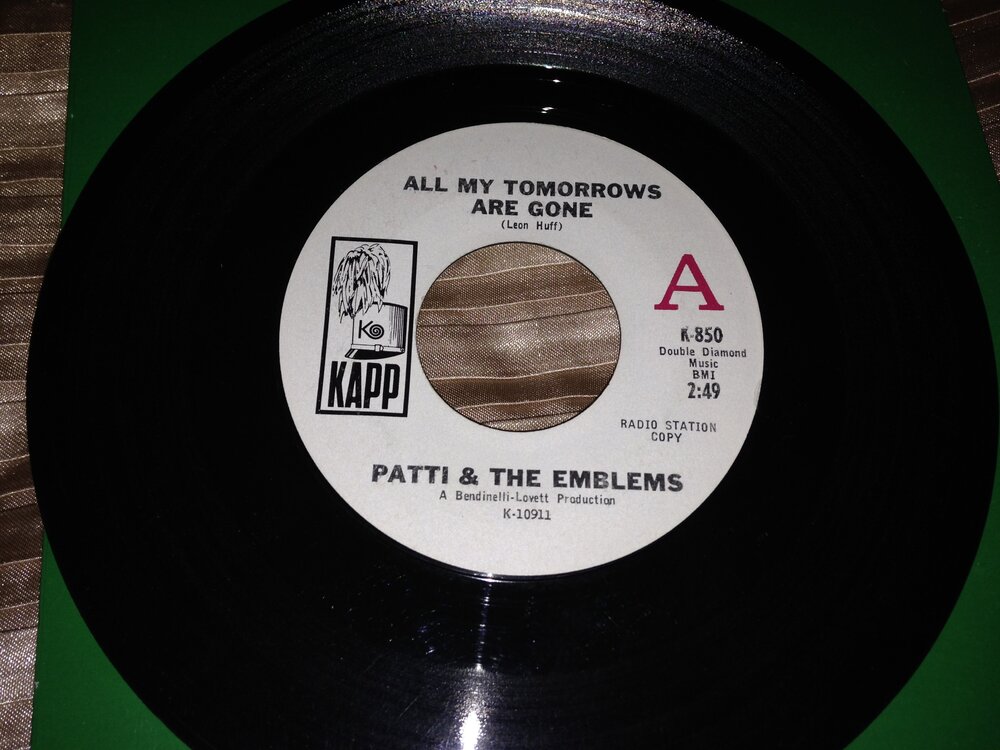 ALL MY TOMORROWS
ARE GONE
(Leon Huff)
K
KAPP
A
K-850
Double Diamond
Music
BMI
2:49
RADIO STATION
COPY
PATTI & THE EMBLEMS
A Bendinelli-Lovett Production
K-10911